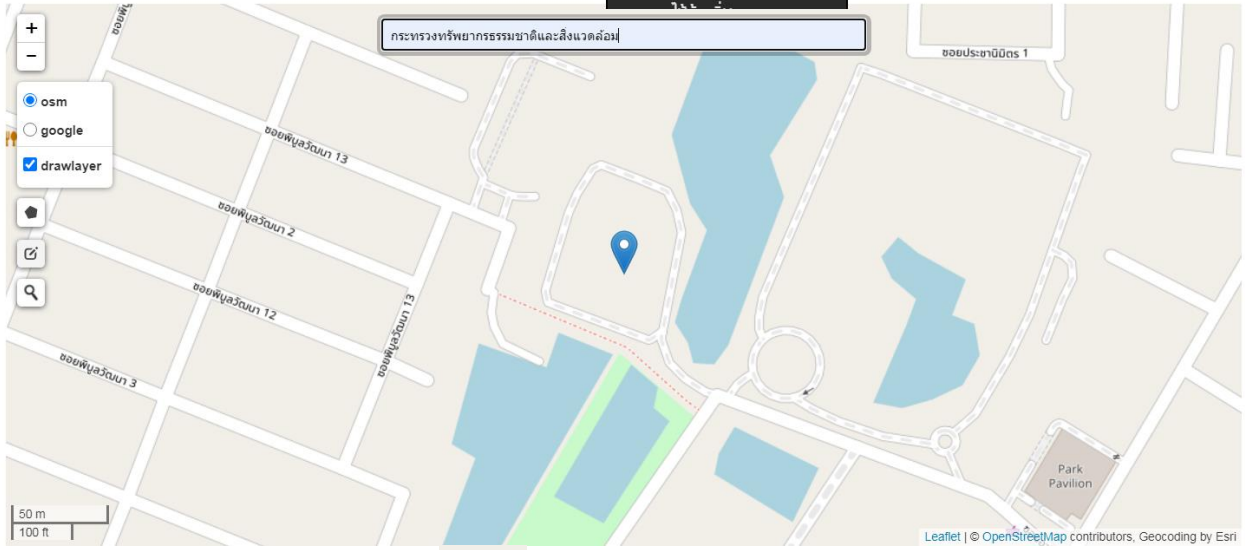 กระทรวงทรัพยากรธรรมชาติและสิ่งแวดล้อม
+
−
osm
google
drawlayer
ซอยประชานิมิตร 1
ซอยพิบูลวัฒนา 13
ซอยพิบูลวัฒนา 2
ซอยพิบูลวัฒนา 12
ซอยพิบูลวัฒนา 13
ซอยพิบูลวัฒนา 3
Park
Pavilion
50 m
100 ft
Leaflet | © OpenStreetMap contributors, Geocoding by Esri